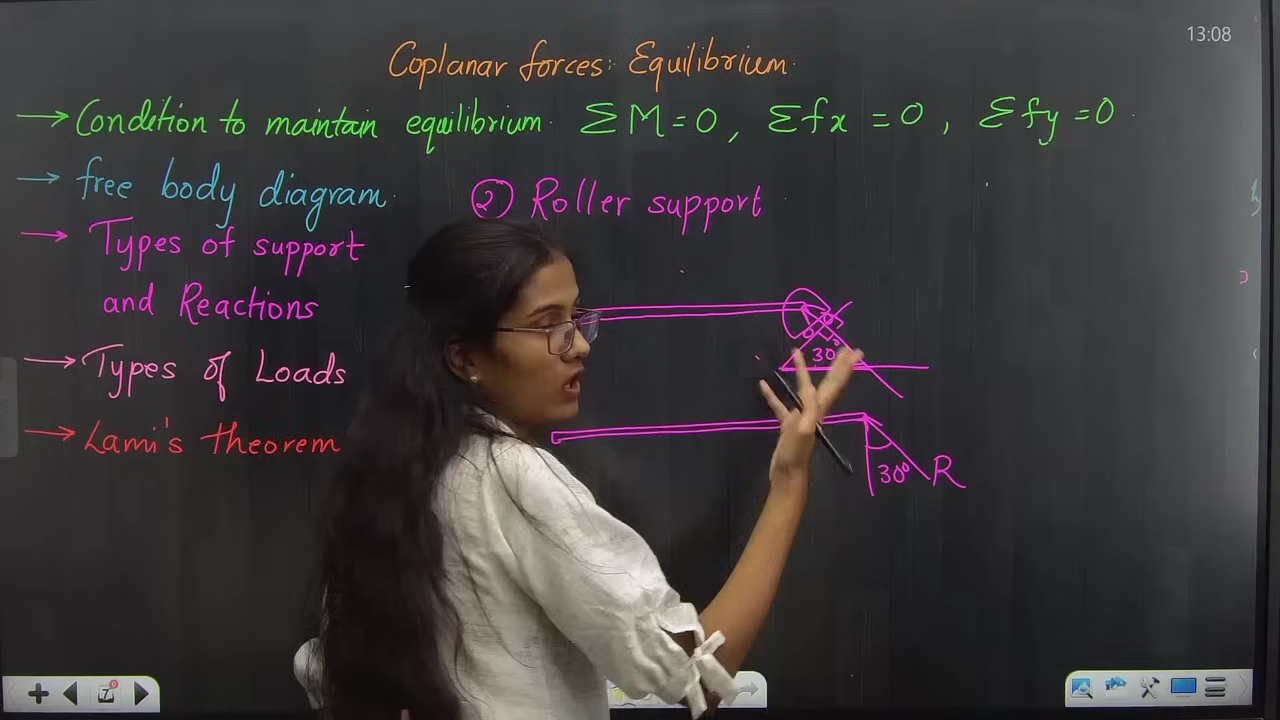 13:08
Coplanar forces: Equilibrium.
→ Condition to maintain equilibrium. ΣM=0, Σfx=0, Σfy=0.
→ free body diagram.
② Roller support
→ Types of support
and Reactions
→ Types of Loads
→ Lami's theorem
30
30° R
7